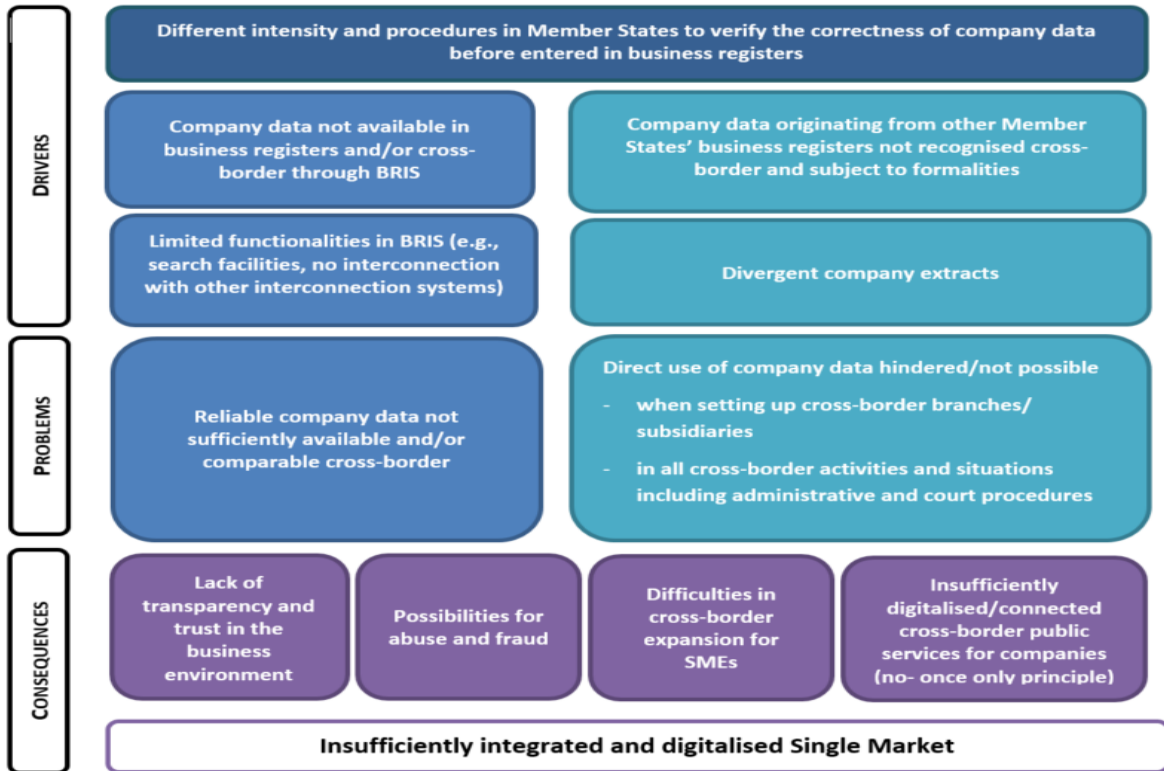 DRIVERS
Different intensity and procedures in Member States to verify the correctness of company data
before entered in business registers
Company data not available in
business registers and/or cross-
border through BRIS
Company data originating from other Member
States' business registers not recognised cross-
border and subject to formalities
Limited functionalities in BRIS (e.g.,
search facilities, no interconnection
with other interconnection systems)
Divergent company extracts
PROBLEMS
Reliable company data not
sufficiently available and/or
comparable cross-border
Direct use of company data hindered/not possible
- when setting up cross-border branches/
subsidiaries
- in all cross-border activities and situations
including administrative and court procedures
CONSEQUENCES
Lack of
transparency and
trust in the
business
environment
Possibilities for
abuse and fraud
Difficulties in
cross-border
expansion for
SMEs
Insufficiently
digitalised/connected
cross-border public
services for companies
(no- once only principle)
Insufficiently integrated and digitalised Single Market